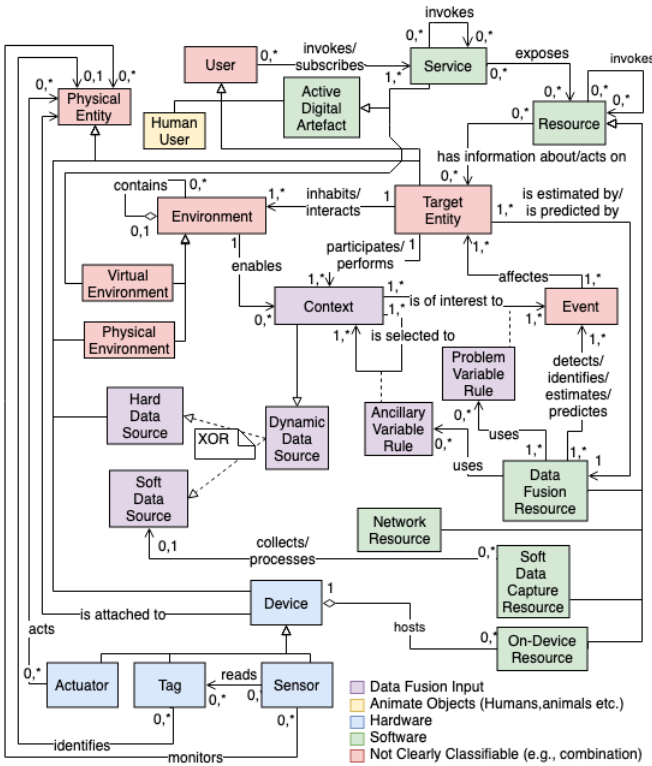 invokes
0,*
0,*
User
0,*
invokes/
subscribes
0,*
Service
0,*
exposes
invokes
0,*
0,1
0,*
Physical
Entity
1,*
0,*
0,*
0,*
0,*
Resource
Human
User
Active
Digital
Artefact
has information about/acts on
0,*
contains
0,*
Environment
0,1
1,*
inhabits/
interacts
1
Target
Entity
1,*
is estimated by/
is predicted by
1
enables
participates/
performs
1
1,*
affectes
1,*
Virtual
Environment
0,*
1,*
Context
1,*
is of interest to
1,*
Event
1,*
1,*
is selected to
1,*
Physical
Environment
Problem
Variable
Rule
detects/
identifies/
estimates/
predictes
Hard
Data
Source
XOR
Dynamic
Data
Source
Ancillary
Variable
Rule
0,*
0,*
uses
uses
1,*
1,*
1
Data
Fusion
Resource
Soft
Data
Source
Network
Resource
0,1
collects/
processes
0,*
Soft
Data
Capture
Resource
Device
1
is attached to
hosts
0,*
On-Device
Resource
acts
0,*
Actuator
Tag
reads
0,*
0,
Sensor
0,*
0,*
identifies
monitors
Data Fusion Input
Animate Objects (Humans,animals etc.)
Hardware
Software
Not Clearly Classifiable (e.g., combination)